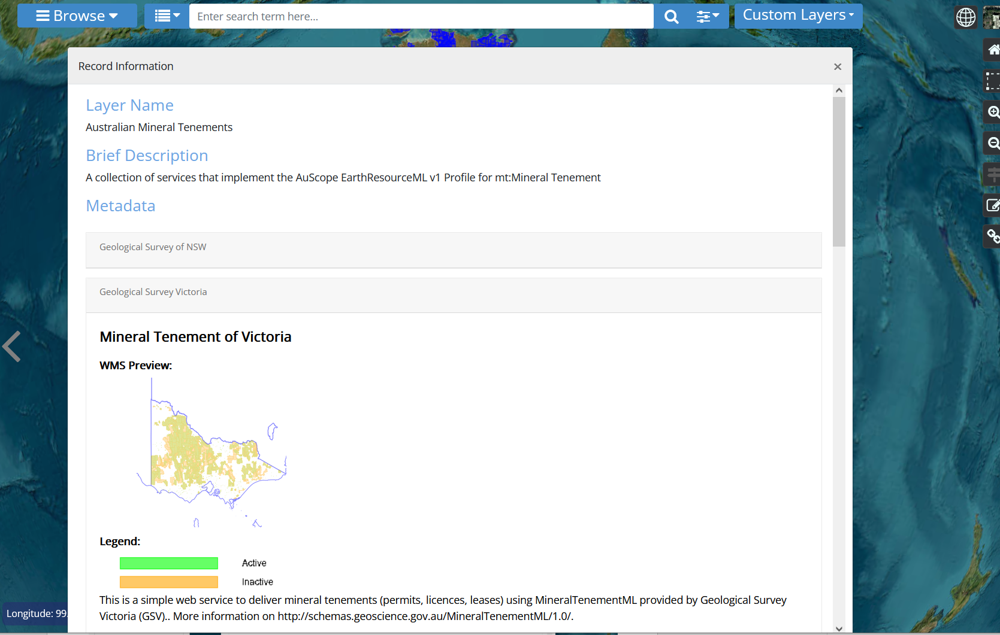 Browse
Enter search term here...
Custom Layers
Record Information
×
Layer Name
Australian Mineral Tenements
Brief Description
A collection of services that implement the AuScope EarthResourceML v1 Profile for mt:Mineral Tenement
Metadata
Geological Survey of NSW
Geological Survey Victoria
Mineral Tenement of Victoria
WMS Preview:
Legend:
Active
Inactive
This is a simple web service to deliver mineral tenements (permits, licences, leases) using MineralTenementML provided by Geological Survey
Victoria (GSV).. More information on http://schemas.geoscience.gov.au/MineralTenementML/1.0/.
Longitude: 99.